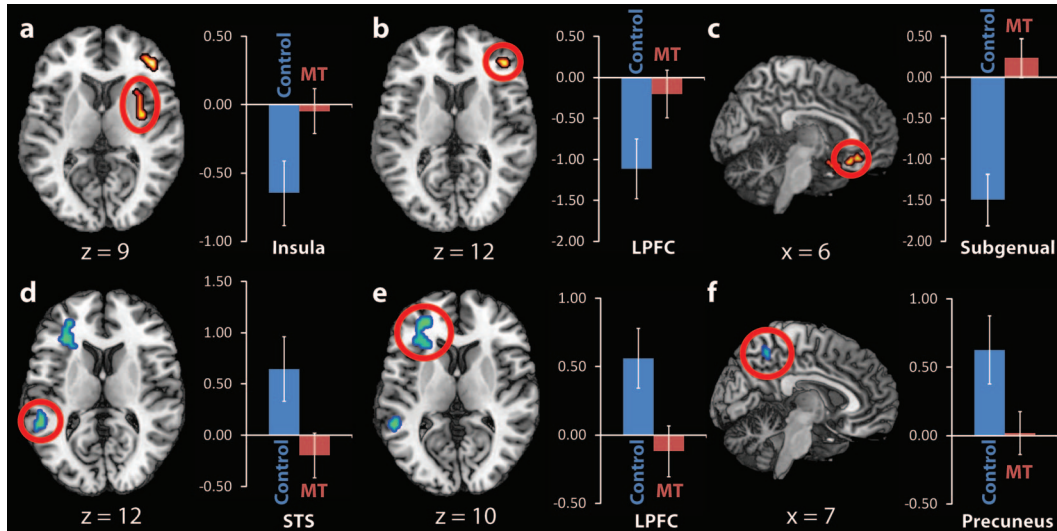 a
0.50
0.00
-0.50
-1.00
Control
MT
z = 9
Insula
b
0.50
0.00
-0.50
-1.00
-1.50
-2.00
Control
MT
z = 12
LPFC
c
0.50
0.00
-0.50
-1.00
-1.50
-2.00
Control
MT
x = 6
Subgenual
d
1.50
1.00
0.50
0.00
-0.50
Control
MT
z = 12
STS
e
1.00
0.50
0.00
-0.50
Control
MT
z = 10
LPFC
f
1.00
0.50
0.00
-0.50
Control
MT
x = 7
Precuneus